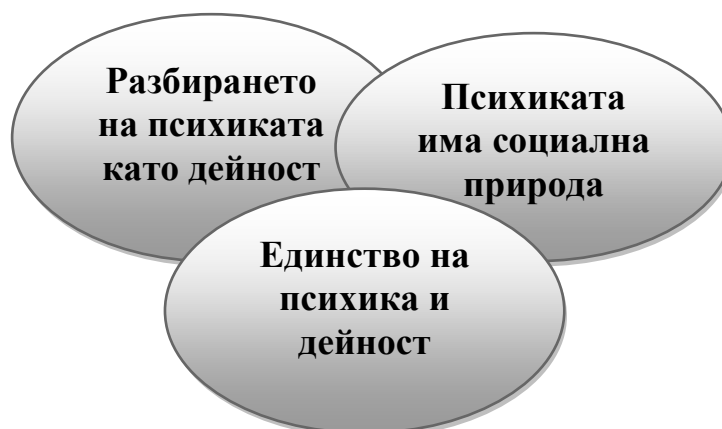 Разбирането
на психиката
като дейност
Психиката
има социална
природа
Единство на
психика и
дейност